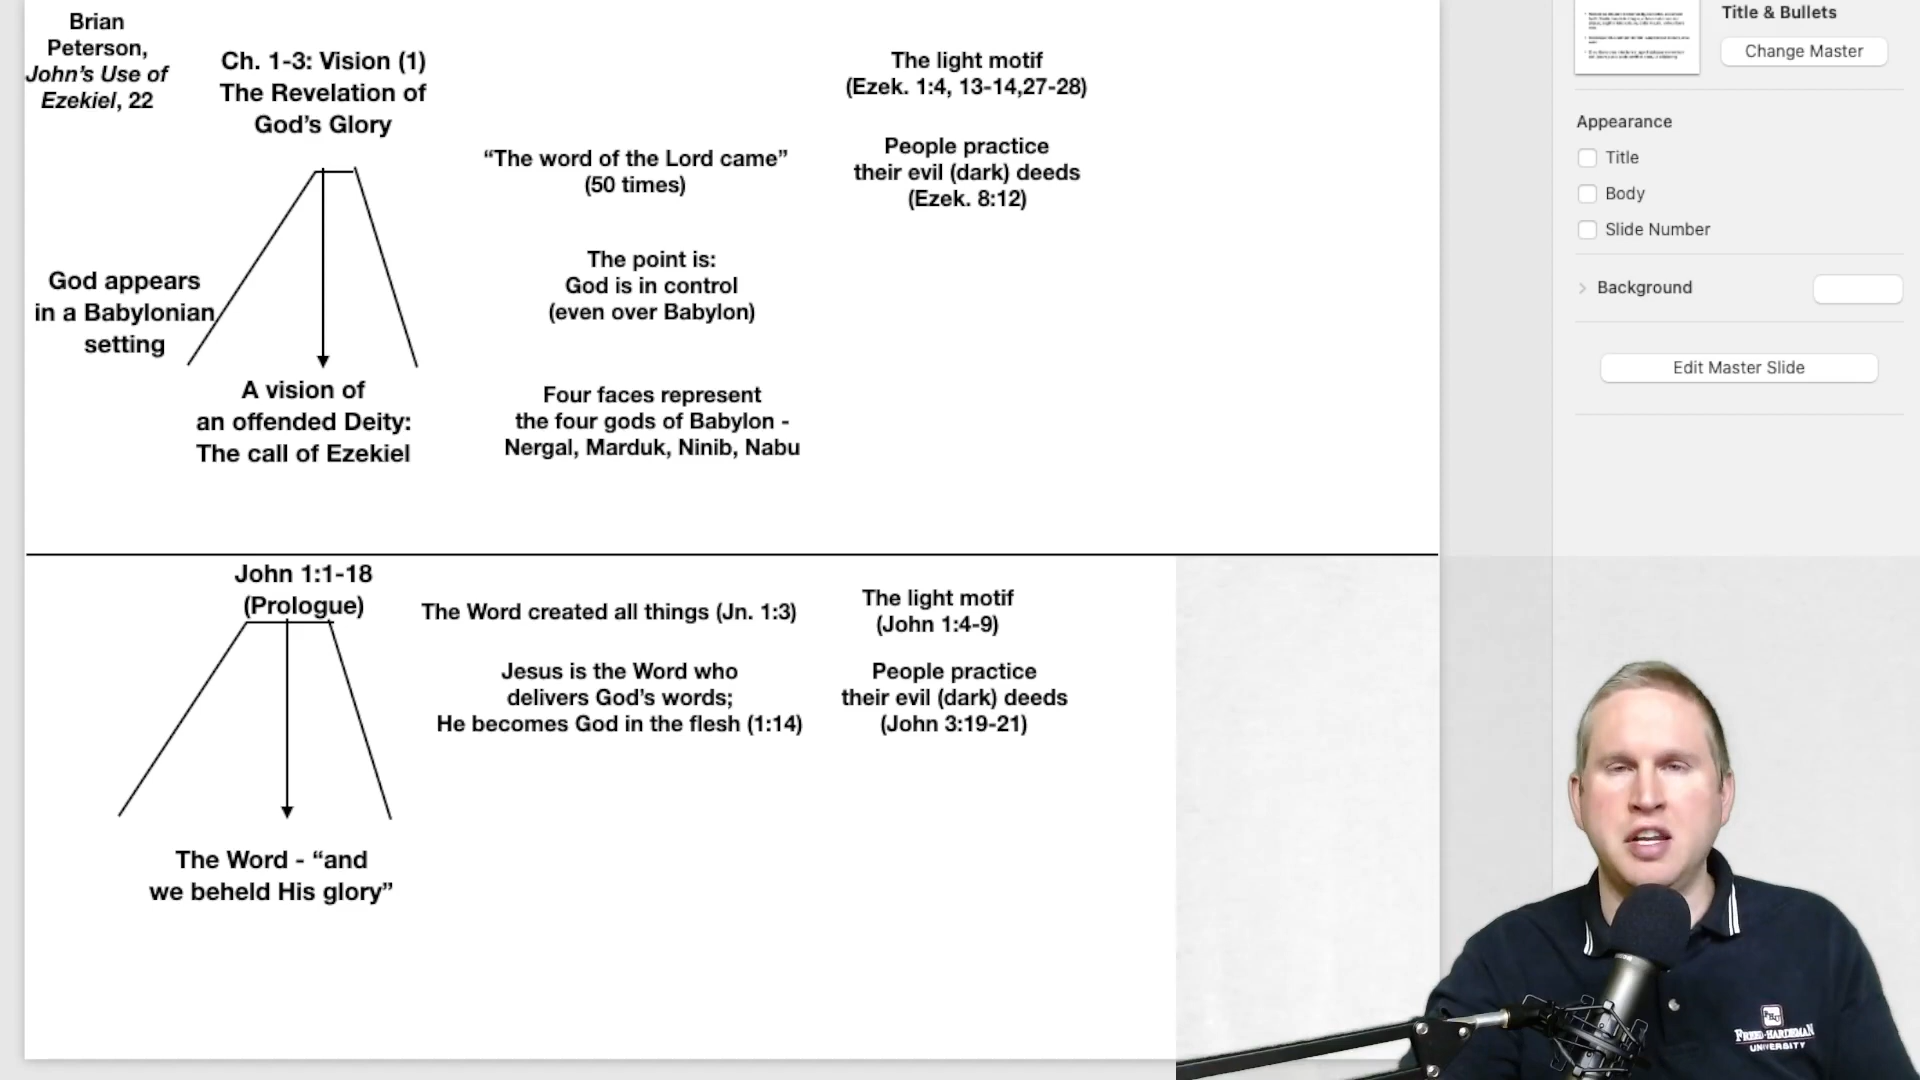 Brian
Peterson,
John’s Use of
Ezekiel, 22
Ch. 1-3: Vision (1)
The Revelation of
God’s Glory
“The word of the Lord came”
(50 times)
The light motif
(Ezek. 1:4, 13-14,27-28)
People practice
their evil (dark) deeds
(Ezek. 8:12)
God appears
in a Babylonian
setting
The point is:
God is in control
(even over Babylon)
A vision of
an offended Deity:
The call of Ezekiel
Four faces represent
the four gods of Babylon -
Nergal, Marduk, Ninib, Nabu
John 1:1-18
(Prologue)
The Word created all things (Jn. 1:3)
The light motif
(John 1:4-9)
Jesus is the Word who
delivers God’s words;
He becomes God in the flesh (1:14)
People practice
their evil (dark) deeds
(John 3:19-21)
The Word - “and
we beheld His glory”
Title & Bullets
Change Master
Appearance
Title
Body
Slide Number
Background
Edit Master Slide
FHU
FREED-HARDEMAN
UNIVERSITY